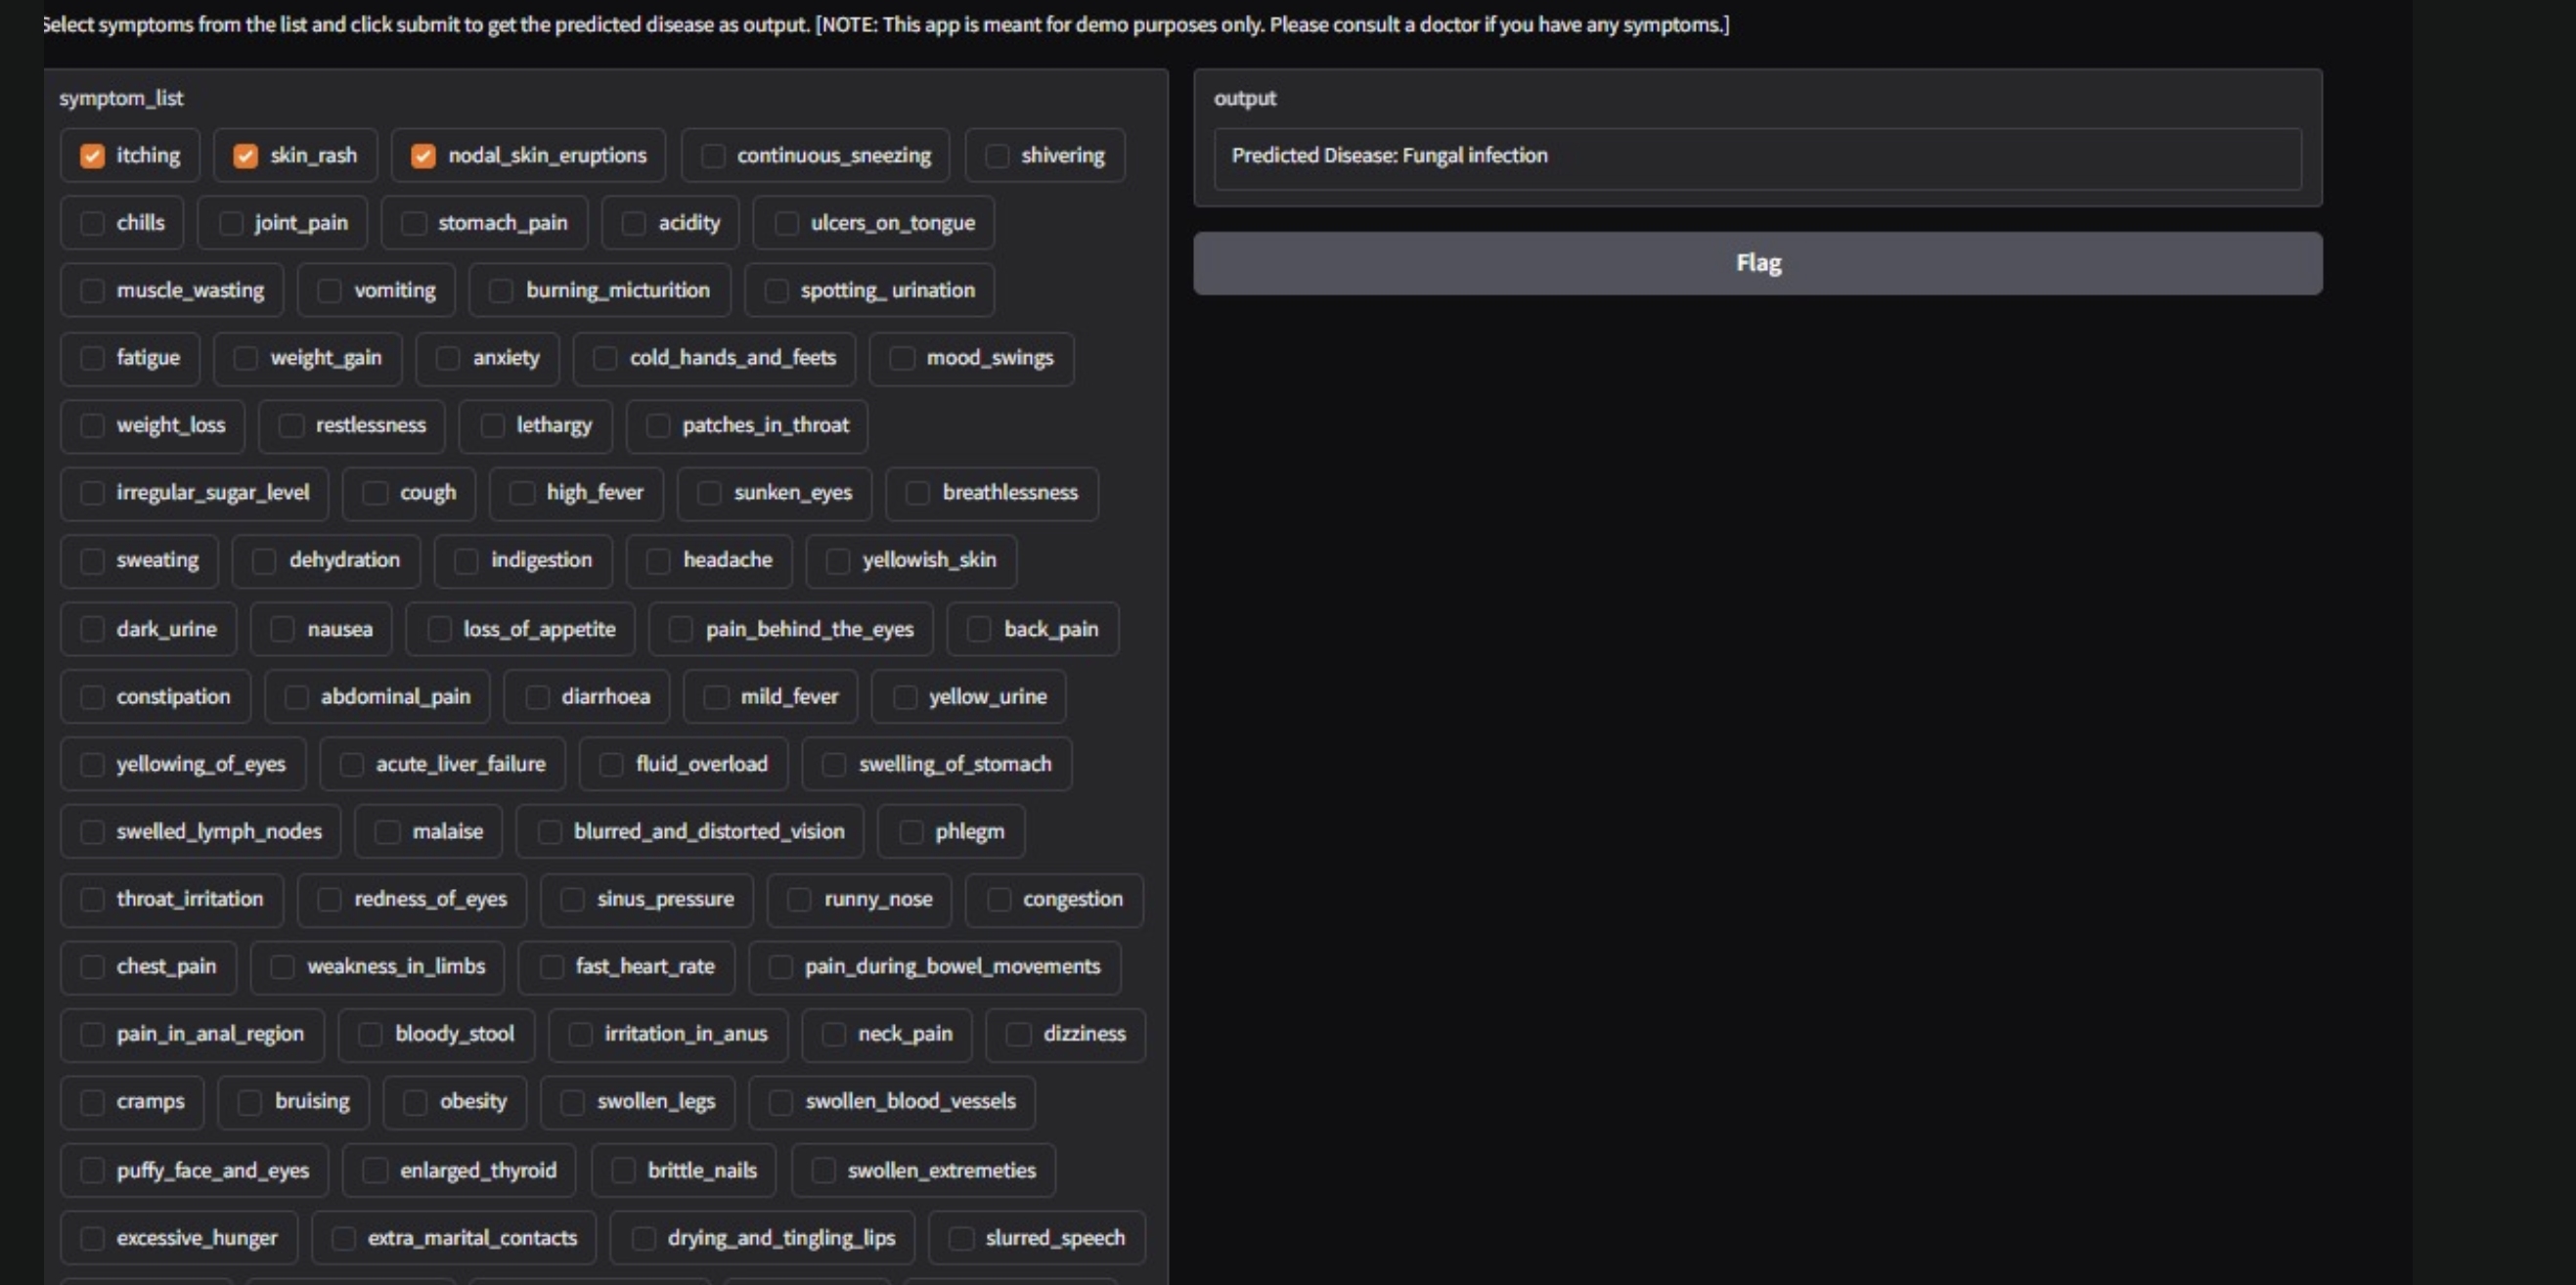 Select symptoms from the list and click submit to get the predicted disease as output. [NOTE: This app is meant for demo purposes only. Please consult a doctor if you have any symptoms.]
symptom_list
itching skin_rash nodal_skin_eruptions continuous_sneezing shivering
chills joint_pain stomach_pain acidity ulcers_on_tongue
muscle_wasting vomiting burning_micturition spotting_ urination
fatigue weight_gain anxiety cold_hands_and_feets mood_swings
weight_loss restlessness lethargy patches_in_throat
irregular_sugar_level cough high_fever sunken_eyes breathlessness
sweating dehydration indigestion headache yellowish_skin
dark_urine nausea loss_of_appetite pain_behind_the_eyes back_pain
constipation abdominal_pain diarrhoea mild_fever yellow_urine
yellowing_of_eyes acute_liver_failure fluid_overload swelling_of_stomach
swelled_lymph_nodes malaise blurred_and_distorted_vision phlegm
throat_irritation redness_of_eyes sinus_pressure runny_nose congestion
chest_pain weakness_in_limbs fast_heart_rate pain_during_bowel_movements
pain_in_anal_region bloody_stool irritation_in_anus neck_pain dizziness
cramps bruising obesity swollen_legs swollen_blood_vessels
puffy_face_and_eyes enlarged_thyroid brittle_nails swollen_extremeties
excessive_hunger extra_marital_contacts drying_and_tingling_lips slurred_speech
output
Predicted Disease: Fungal infection
Flag